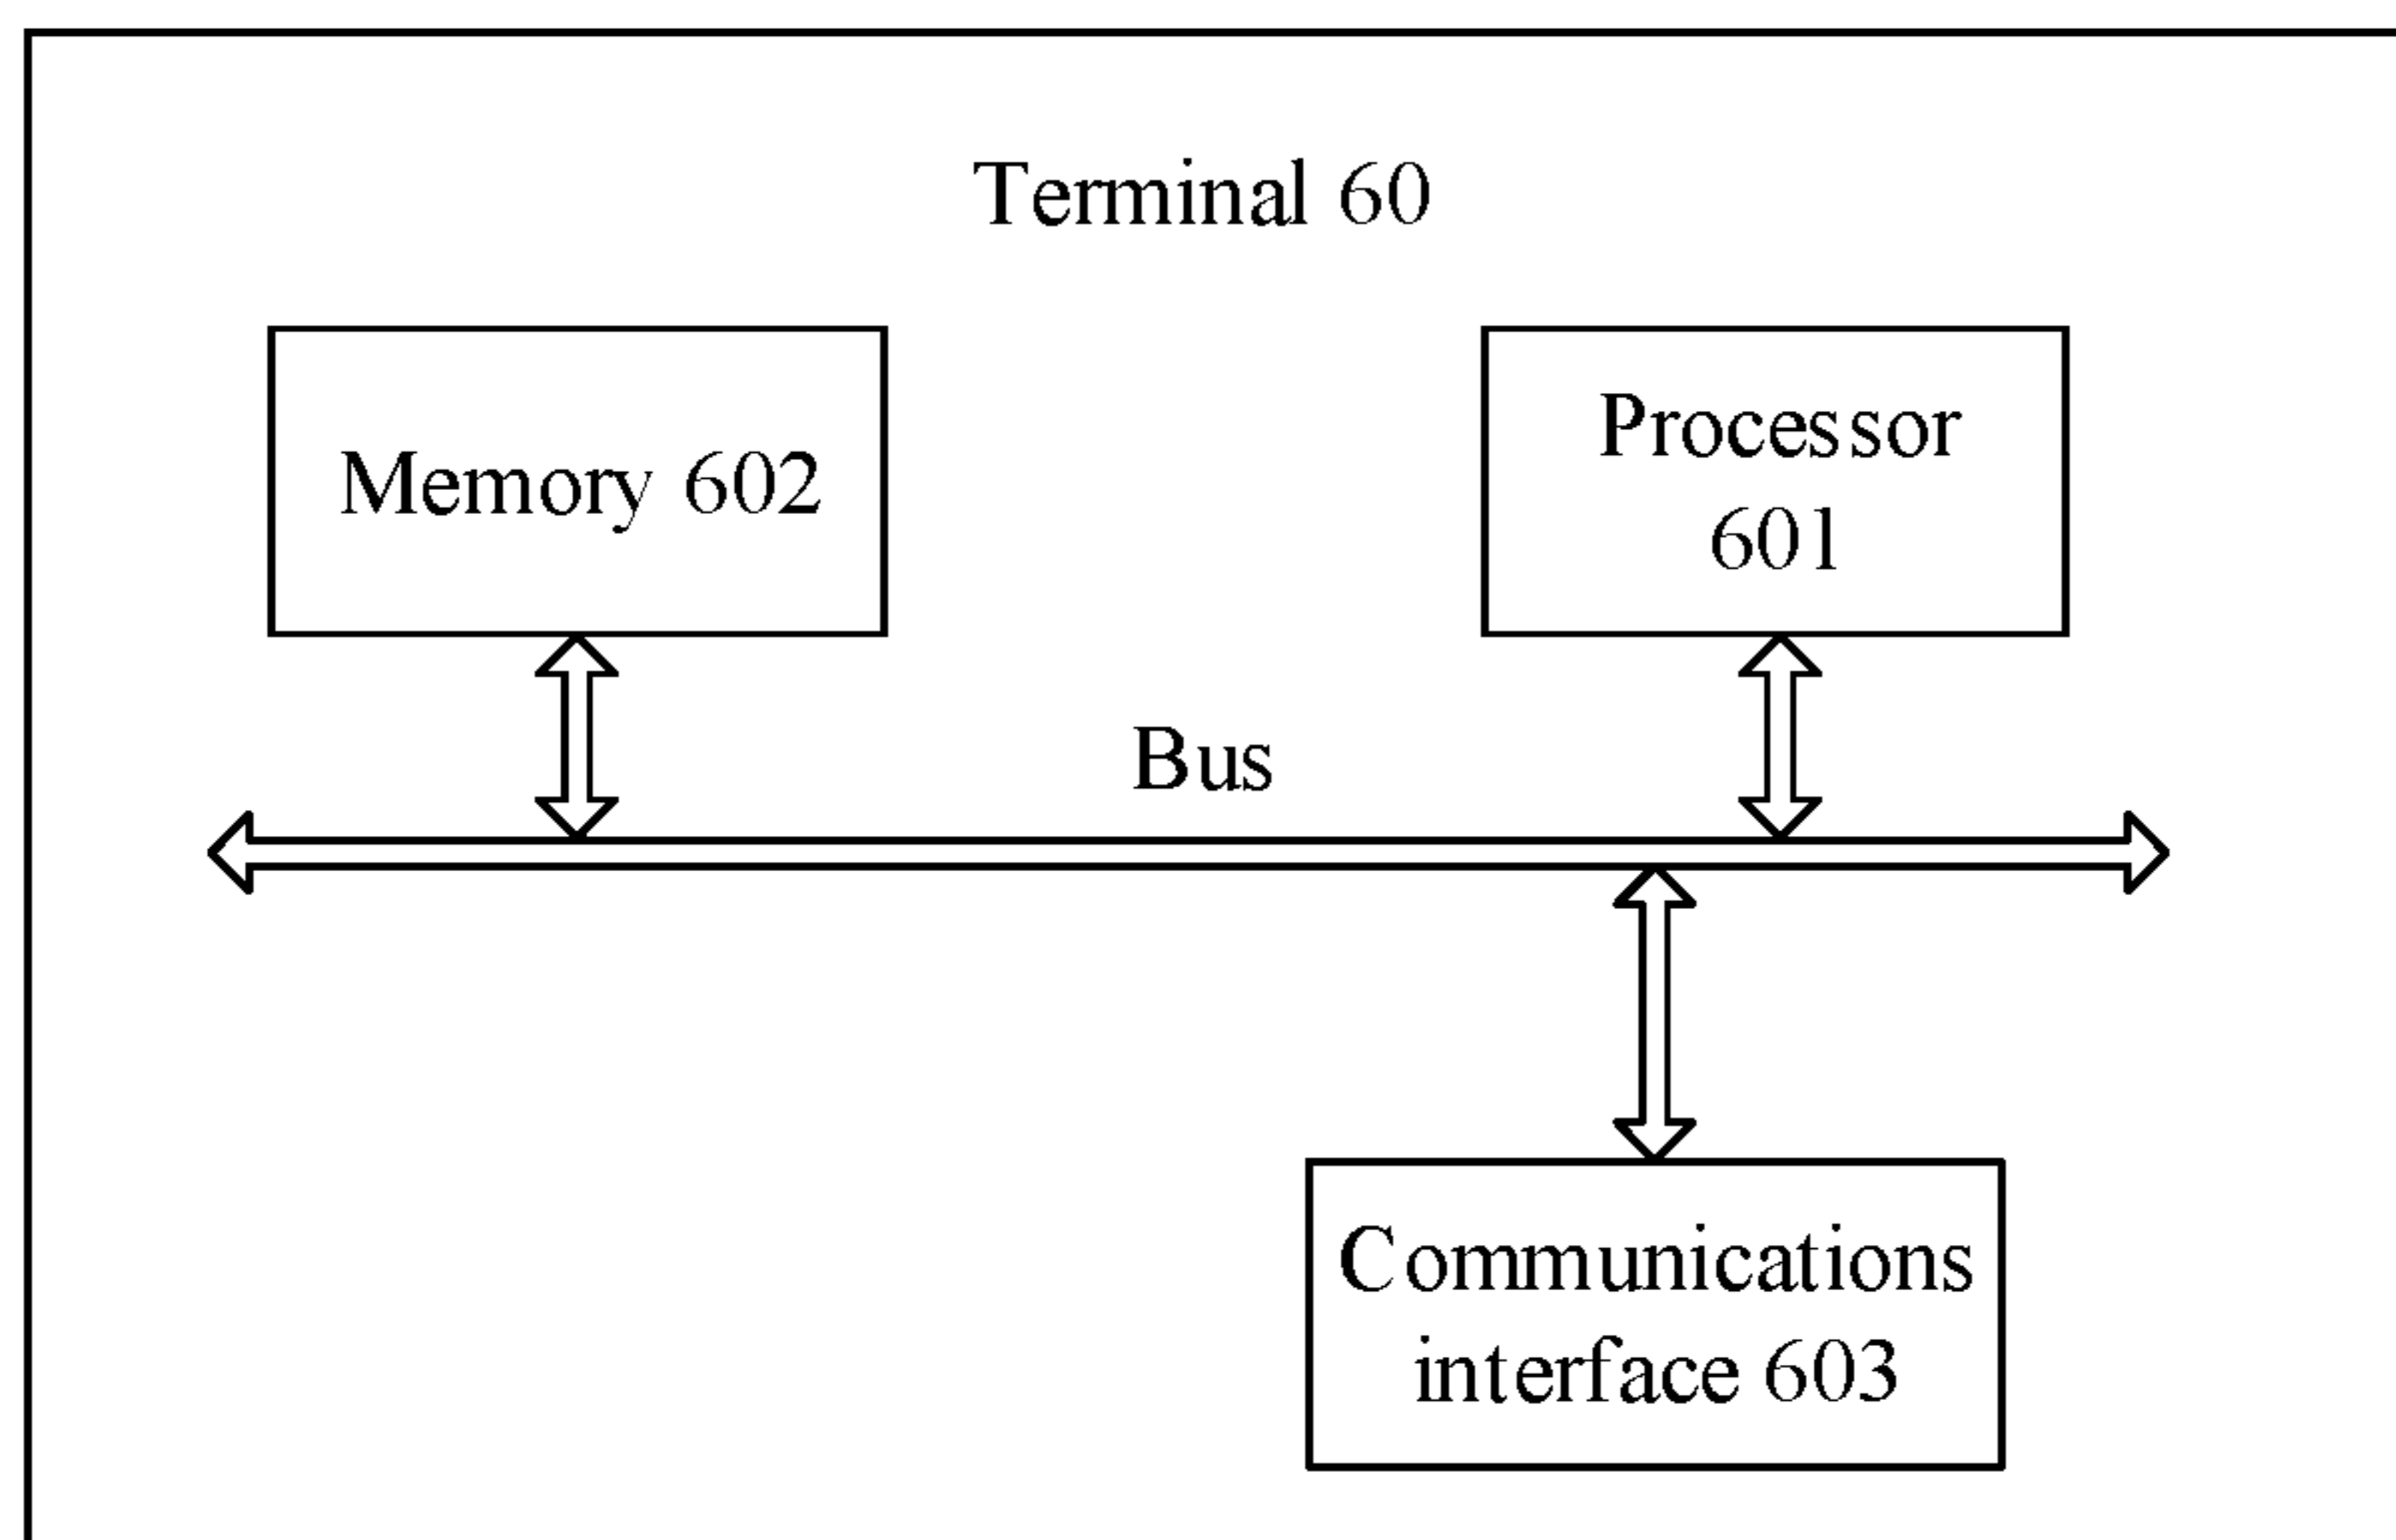 Terminal 60
Memory 602
Processor
601
Bus
Communications
interface 603